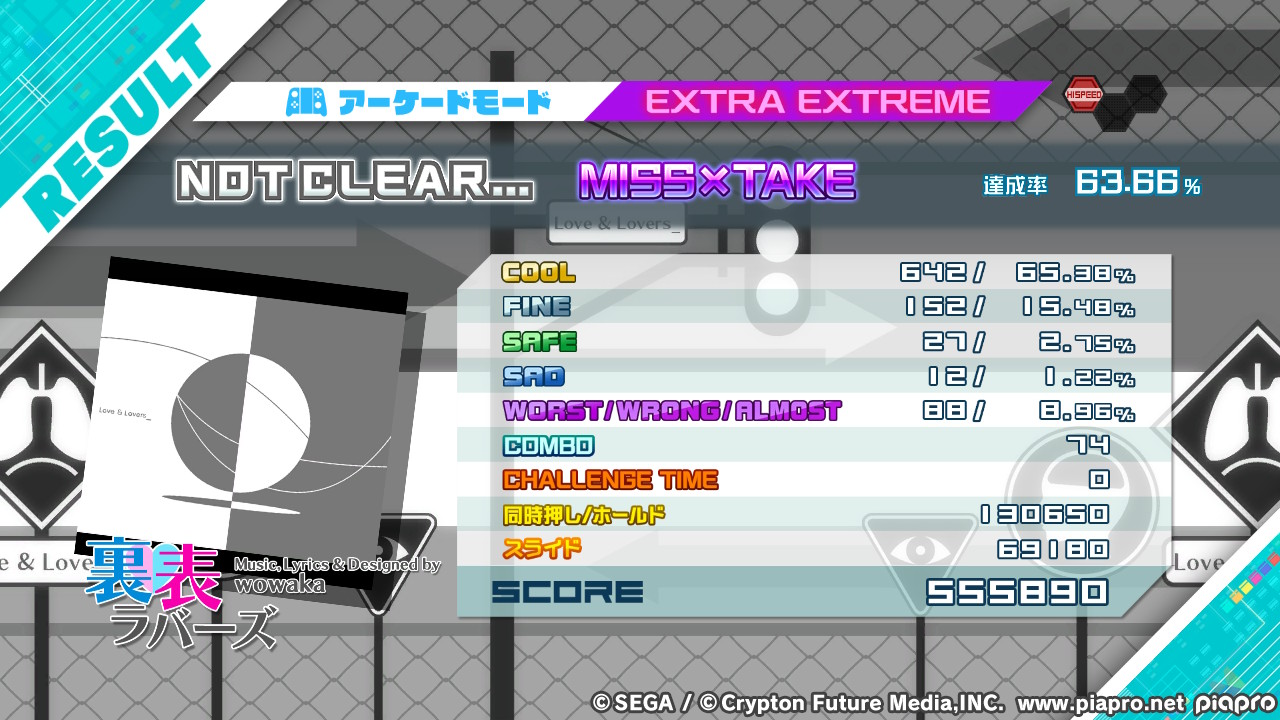 RESULT
アーケードモード EXTRA EXTREME HISPEED
NOT CLEAR... MISS×TAKE 達成率 63.66%
Love & Lovers_
COOL 642/ 65.38%
FINE 152/ 15.48%
SAFE 27/ 2.75%
SAD 12/ 1.22%
WORST/WRONG/ALMOST 88/ 8.96%
COMBO 74
CHALLENGE TIME 0
同時押し/ホールド 130650
スライド 69180
SCORE 555890
Love & Lovers_
e & Love
Love
裏表
ラバーズ
Music, Lyrics & Designed by
wowaka
© SEGA / © Crypton Future Media,INC. www.piapro.net piapro